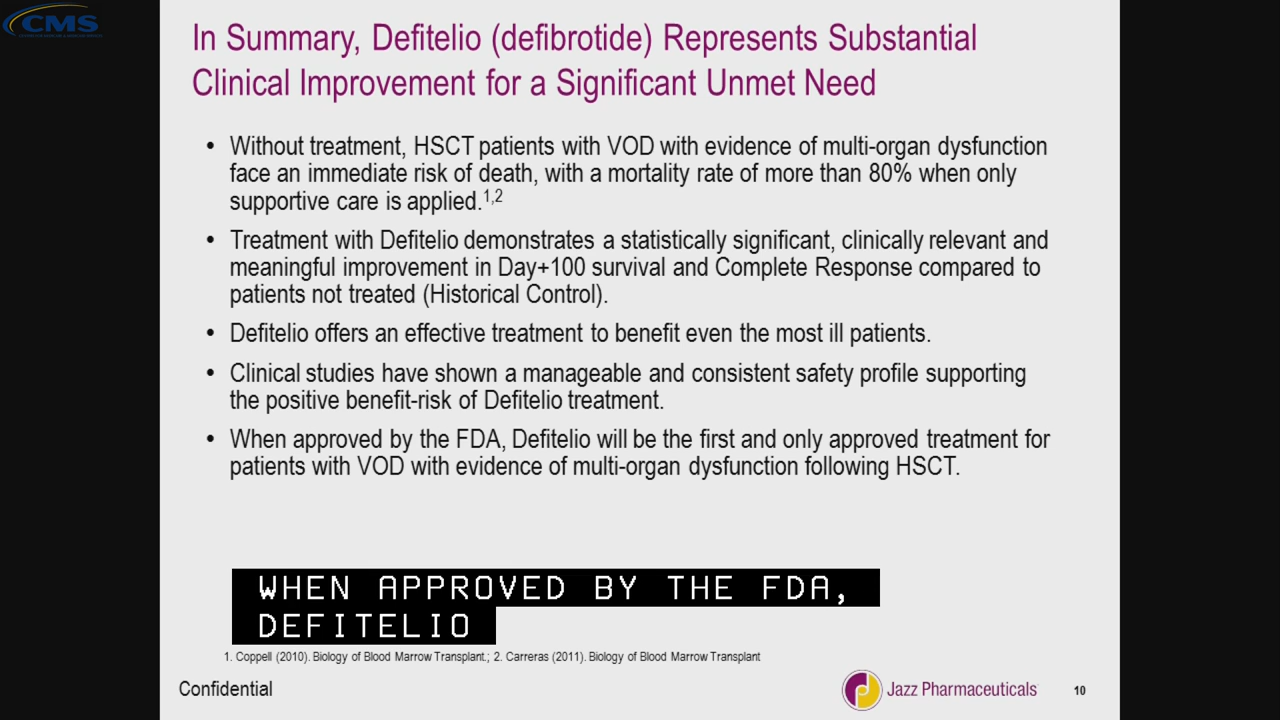 CMS
In Summary, Defitelio (defibrotide) Represents Substantial
Clinical Improvement for a Significant Unmet Need
• Without treatment, HSCT patients with VOD with evidence of multi-organ dysfunction
face an immediate risk of death, with a mortality rate of more than 80% when only
supportive care is applied.1,2
• Treatment with Defitelio demonstrates a statistically significant, clinically relevant and
meaningful improvement in Day+100 survival and Complete Response compared to
patients not treated (Historical Control).
• Defitelio offers an effective treatment to benefit even the most ill patients.
• Clinical studies have shown a manageable and consistent safety profile supporting
the positive benefit-risk of Defitelio treatment.
• When approved by the FDA, Defitelio will be the first and only approved treatment for
patients with VOD with evidence of multi-organ dysfunction following HSCT.
WHEN APPROVED BY THE FDA,
DEFITELIO
1. Coppell (2010). Biology of Blood Marrow Transplant.; 2. Carreras (2011). Biology of Blood Marrow Transplant
Confidential
Jazz Pharmaceuticals
10